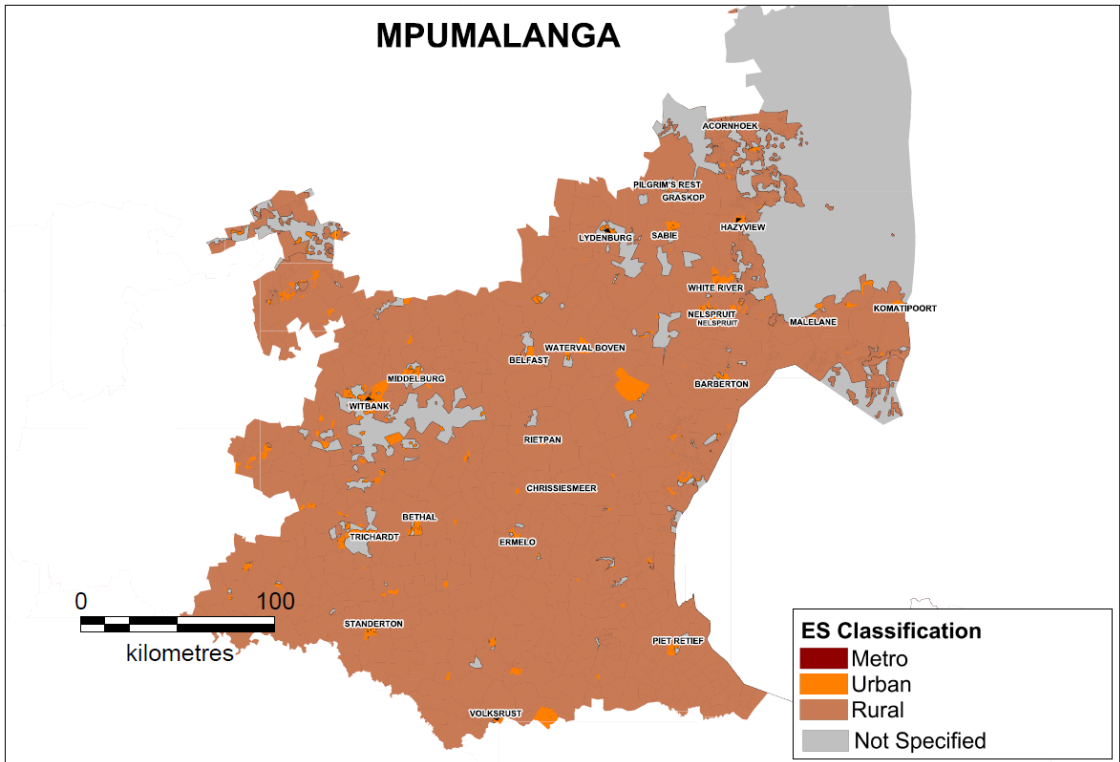 MPUMALANGA
ACORNHOEK
PILGRIM'S REST
GRASKOP
HAZYVIEW
LYDENBURG
SABIE
WHITE RIVER
KOMATIPOORT
NELSPRUIT
NELSPRUIT
MALELANE
WATERVAL BOVEN
BELFAST
MIDDELBURG
BARBERTON
WITBANK
RIETPAN
CHRISSIESMEER
BETHAL
TRICHARDT
ERMELO
0 100
kilometres
STANDERTON
PIET RETIEF
VOLKSRUST
ES Classification
Metro
Urban
Rural
Not Specified